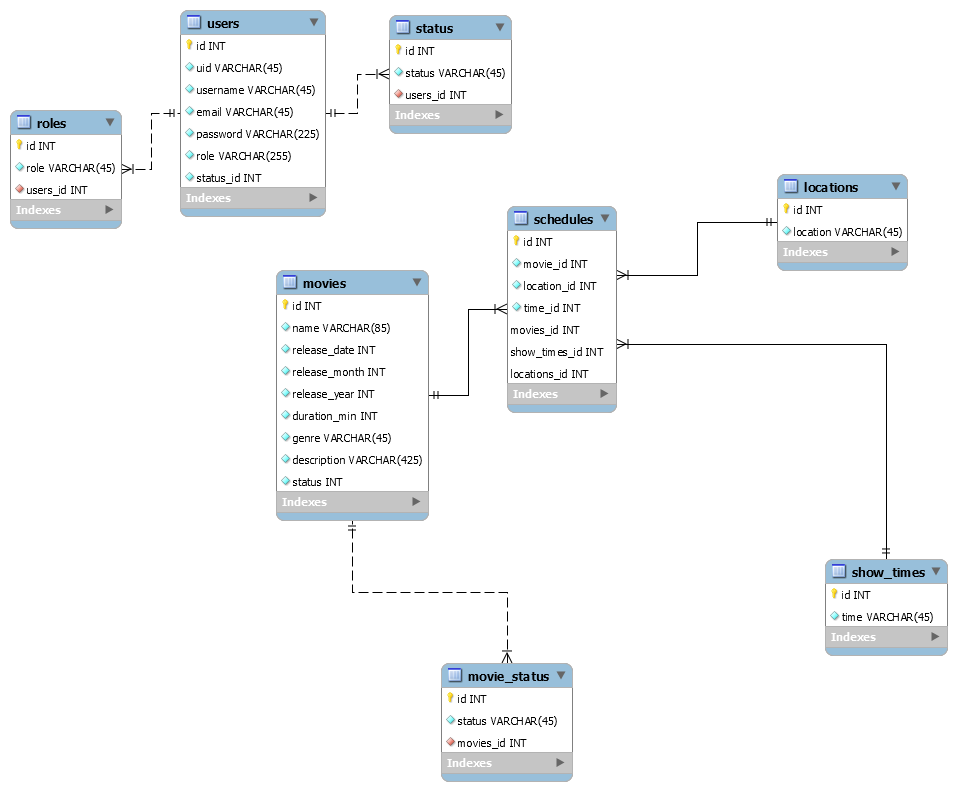 users
id INT
uid VARCHAR(45)
username VARCHAR(45)
email VARCHAR(45)
password VARCHAR(225)
role VARCHAR(255)
status_id INT
Indexes
status
id INT
status VARCHAR(45)
users_id INT
Indexes
roles
id INT
role VARCHAR(45)
users_id INT
Indexes
locations
id INT
location VARCHAR(45)
Indexes
schedules
id INT
movie_id INT
location_id INT
time_id INT
movies_id INT
show_times_id INT
locations_id INT
Indexes
movies
id INT
name VARCHAR(85)
release_date INT
release_month INT
release_year INT
duration_min INT
genre VARCHAR(45)
description VARCHAR(425)
status INT
Indexes
show_times
id INT
time VARCHAR(45)
Indexes
movie_status
id INT
status VARCHAR(45)
movies_id INT
Indexes